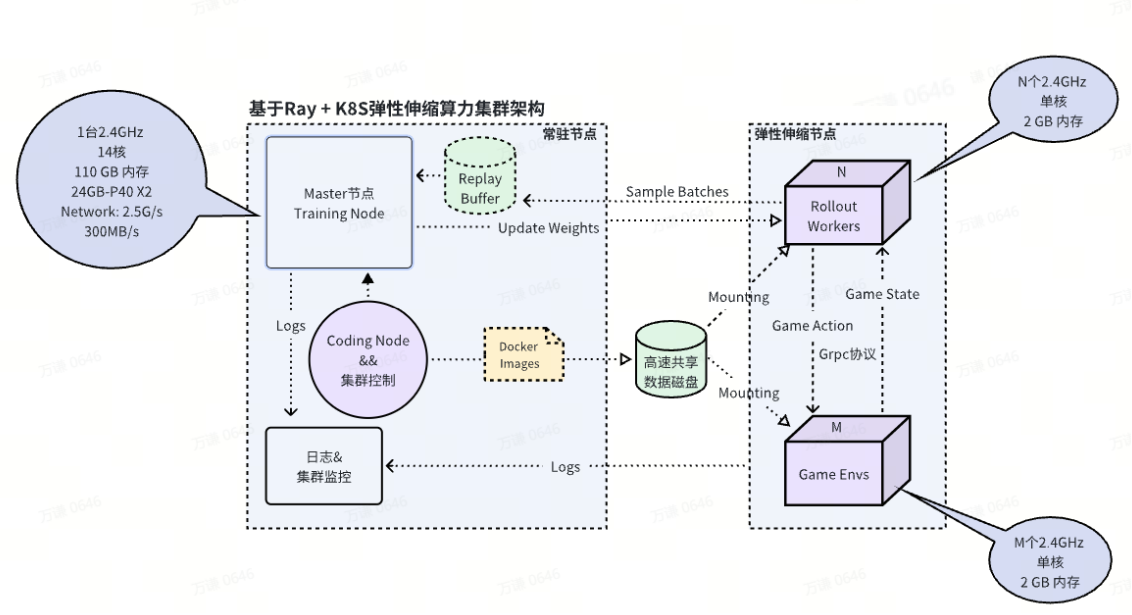 基于Ray + K8S弹性伸缩算力集群架构
1台2.4GHz
14核
110 GB 内存
24GB-P40 X2
Network: 2.5G/s
300MB/s
常驻节点
Master节点
Training Node
Replay
Buffer
Sample Batches
Update Weights
Logs
Coding Node
&&
集群控制
Docker
Images
高速共享
数据磁盘
Mounting
Mounting
日志&
集群监控
Logs
弹性伸缩节点
N
Rollout
Workers
Game State
Game Action
Grpc协议
M
Game Envs
N个2.4GHz
单核
2 GB 内存
M个2.4GHz
单核
2 GB 内存
万谦 0646